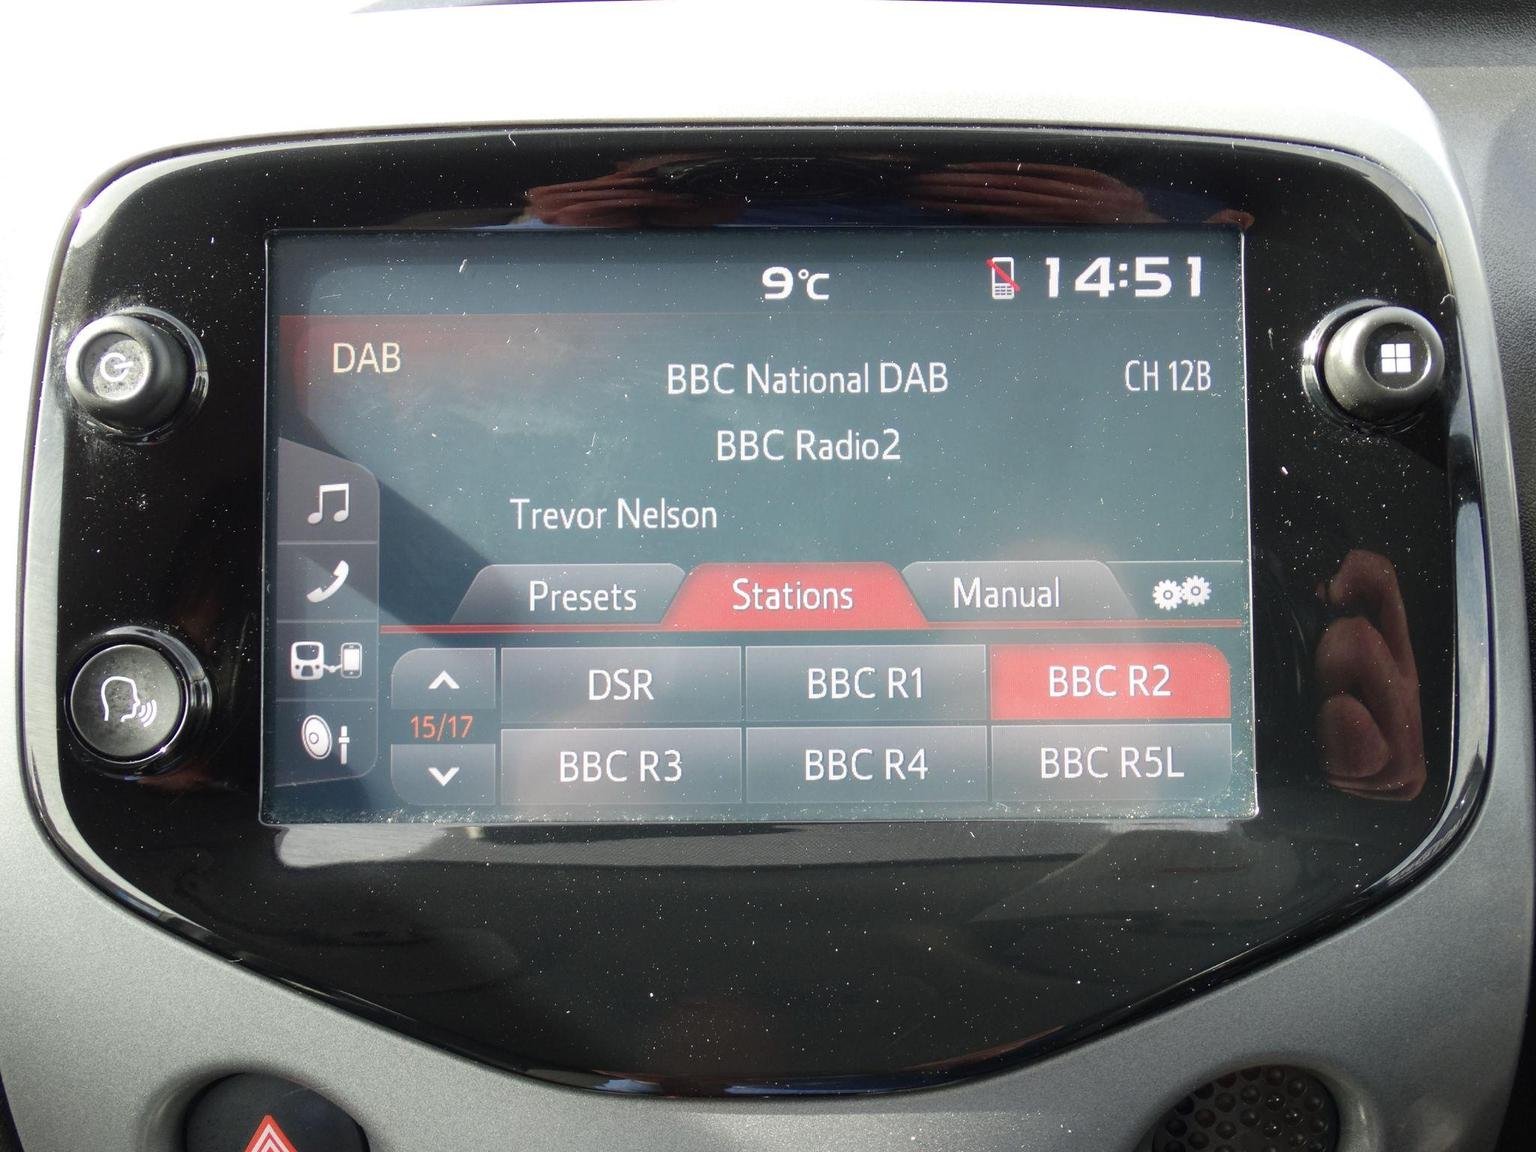 9°C 14:51
DAB
BBC National DAB CH 12B
BBC Radio2
Trevor Nelson
Presets Stations Manual
DSR BBC R1 BBC R2
15/17
BBC R3 BBC R4 BBC R5L